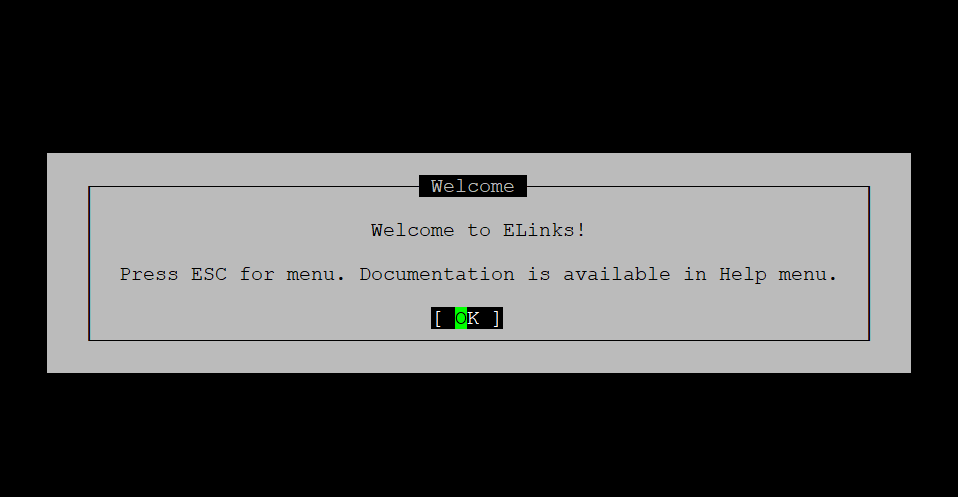 Welcome
Welcome to ELinks!
Press ESC for menu. Documentation is available in Help menu.
[ OK ]